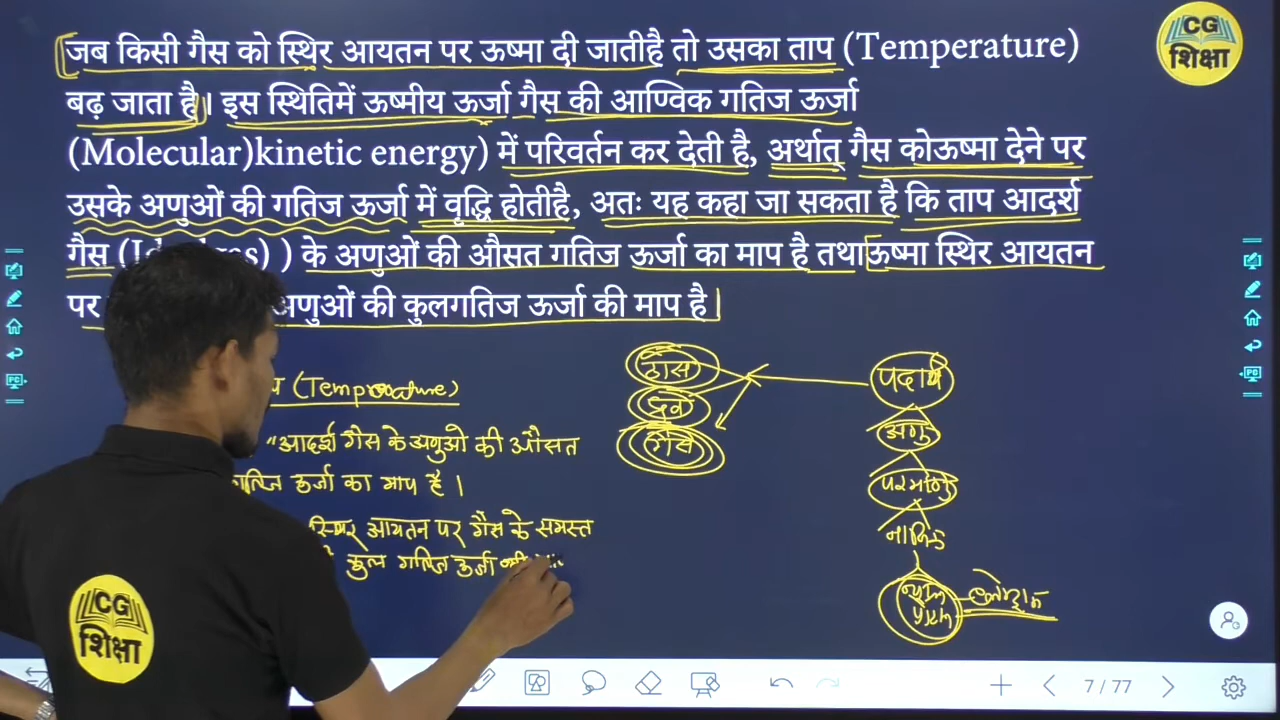 जब किसी गैस को स्थिर आयतन पर ऊष्मा दी जातीहै तो उसका ताप (Temperature)
बढ़ जाता है। इस स्थितिमें ऊष्मीय ऊर्जा गैस की आण्विक गतिज ऊर्जा
(Molecular)kinetic energy) में परिवर्तन कर देती है, अर्थात् गैस कोऊष्मा देने पर
उसके अणुओं की गतिज ऊर्जा में वृद्धि होतीहै, अतः यह कहा जा सकता है कि ताप आदर्श
गैस ) के अणुओं की औसत गतिज ऊर्जा का माप है तथा ऊष्मा स्थिर आयतन
पर अणुओं की कुलगतिज ऊर्जा की माप है।
CG
शिक्षा
(Temperature)
"आदर्श गैस के अणुओ की औसत
ऊर्जा का माप है।
स्थिर आयतन पर गैस के समस्त
कुल गतिज ऊर्जा
ठोस
द्रव
गैस
पदार्थ
अणु
परमाणु
नाभिक
CG
शिक्षा
7 / 77